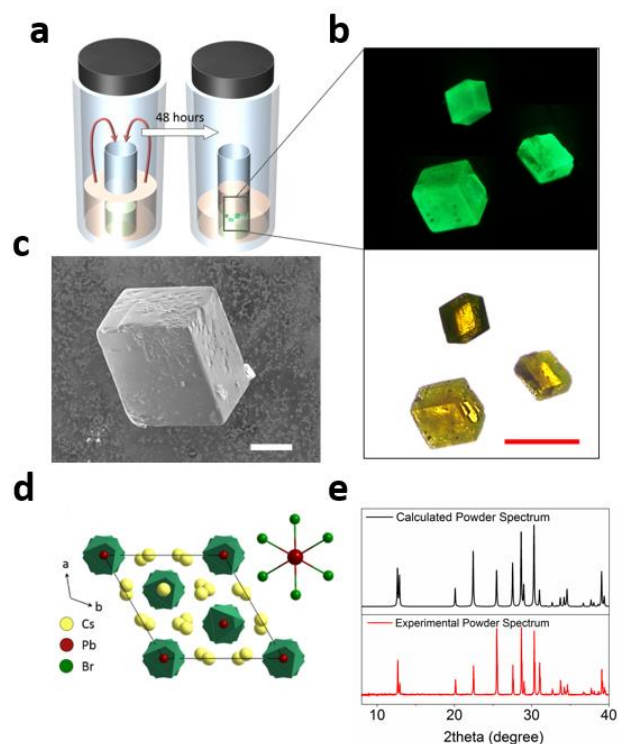 a
b
48 hours
c
d
e
a
b
Cs
Pb
Br
Calculated Powder Spectrum
Experimental Powder Spectrum
10
20
30
40
2theta (degree)